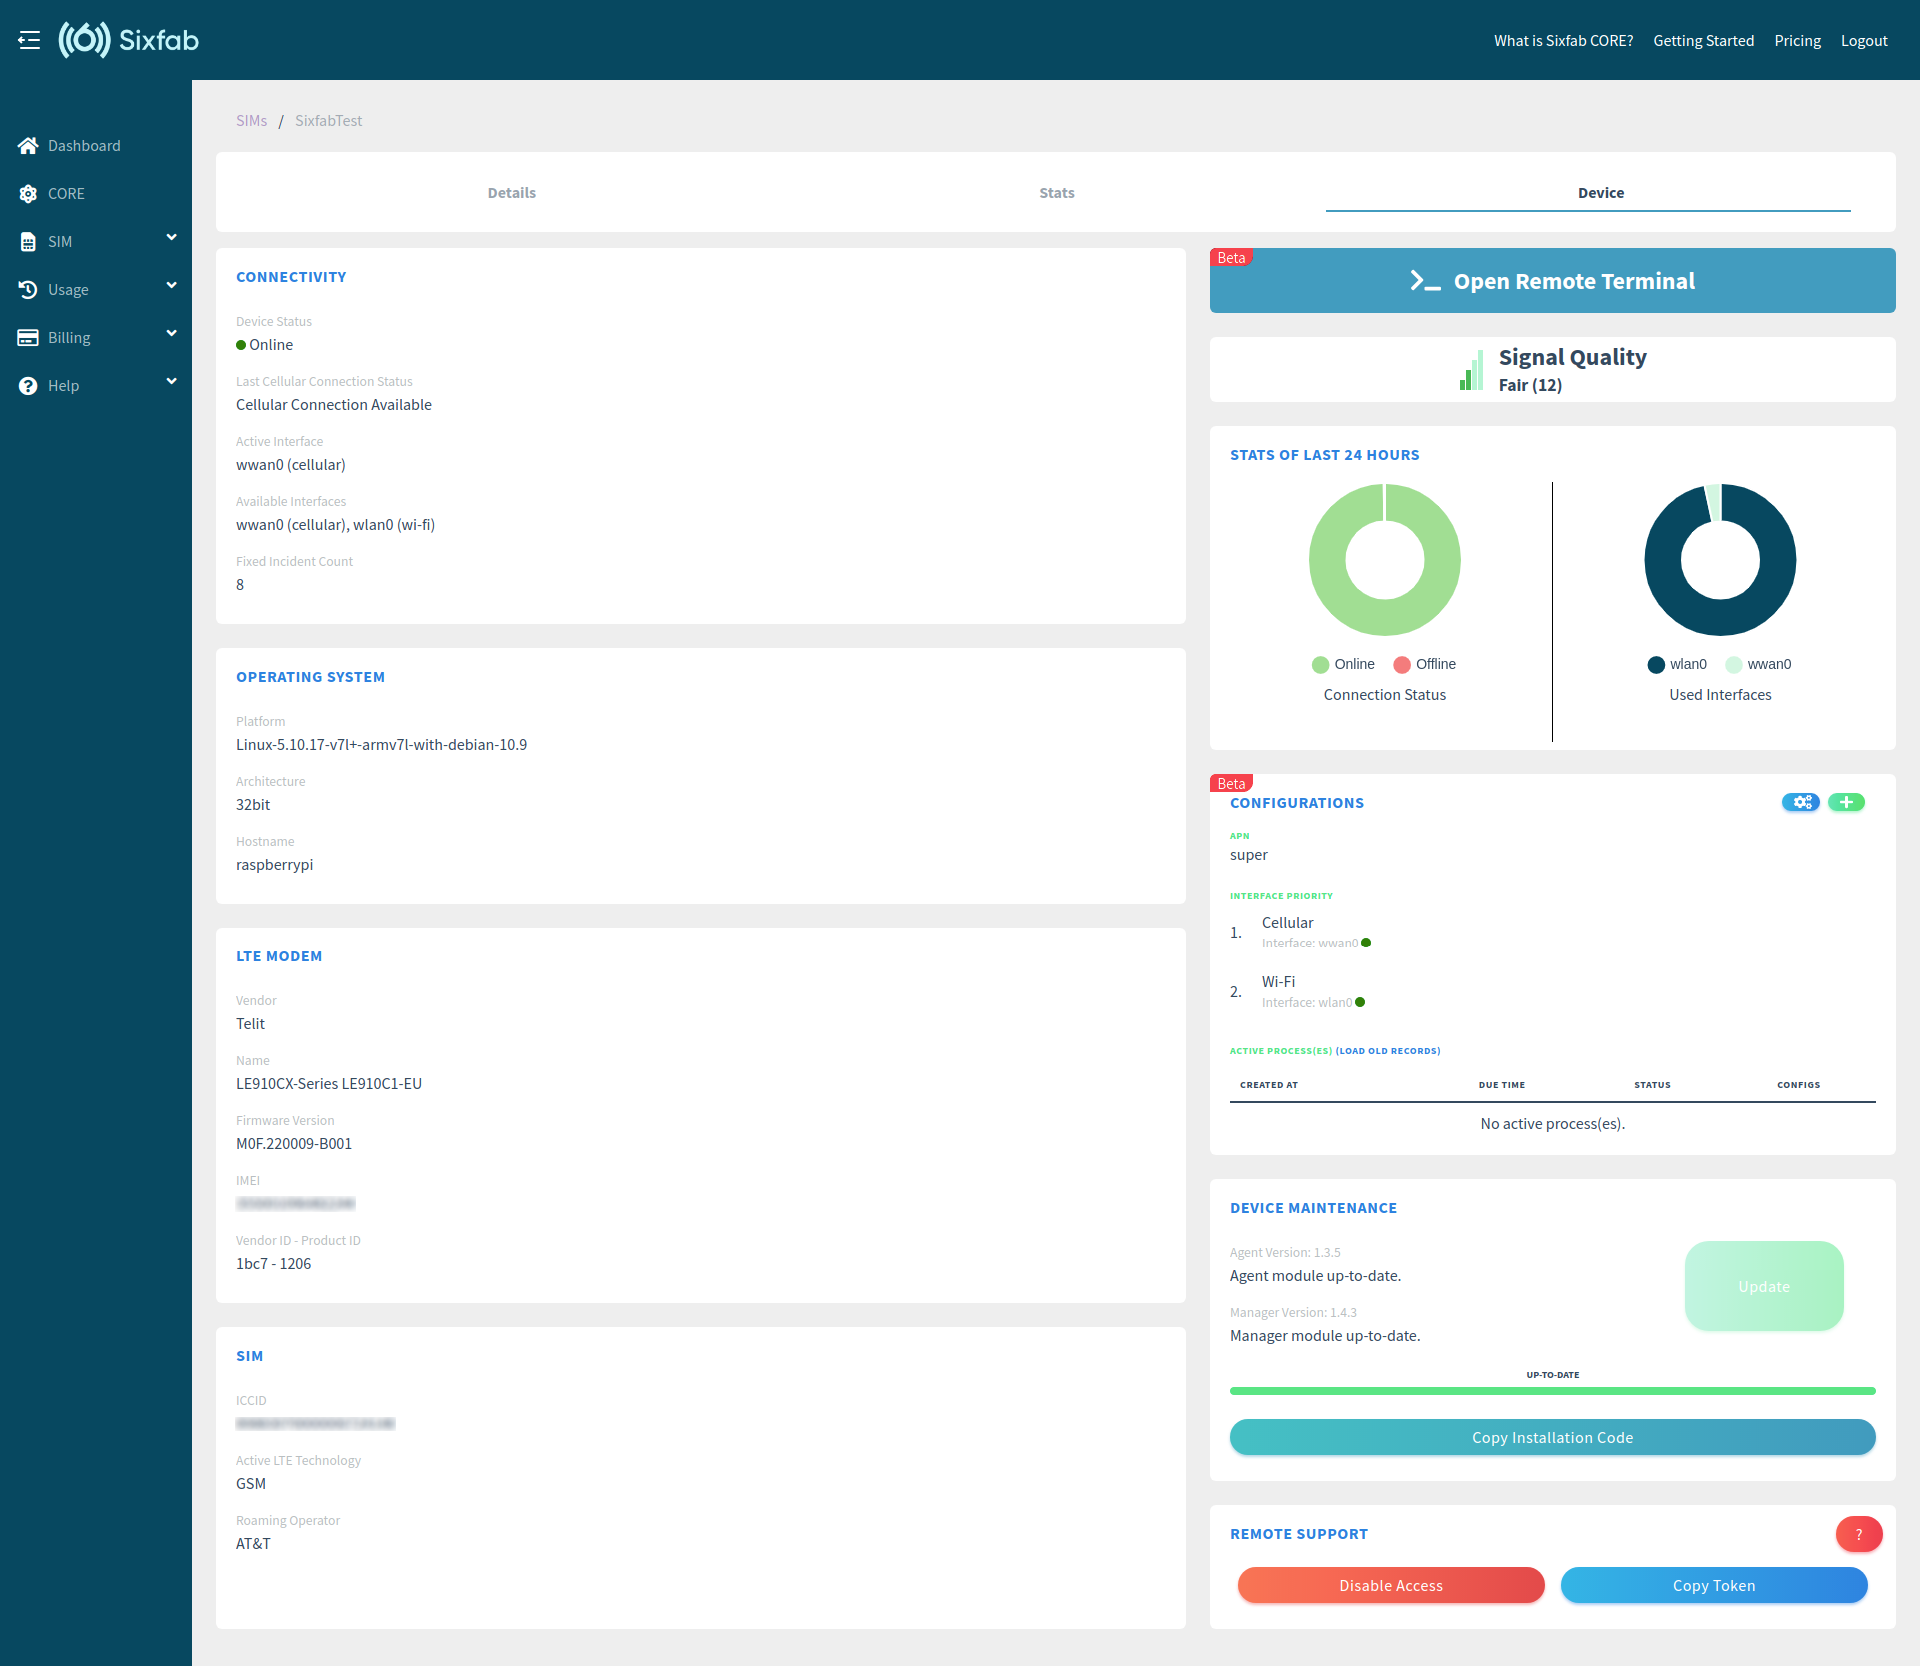 Sixfab
What is Sixfab CORE? Getting Started Pricing Logout
Dashboard
CORE
SIM
Usage
Billing
Help
SIMs / SixfabTest
Details Stats Device
CONNECTIVITY
Device Status
Online
Last Cellular Connection Status
Cellular Connection Available
Active Interface
wwan0 (cellular)
Available Interfaces
wwan0 (cellular), wlan0 (wi-fi)
Fixed Incident Count
8
OPERATING SYSTEM
Platform
Linux-5.10.17-v7l+-armv7l-with-debian-10.9
Architecture
32bit
Hostname
raspberrypi
LTE MODEM
Vendor
Telit
Name
LE910CX-Series LE910C1-EU
Firmware Version
M0F.220009-B001
IMEI
Vendor ID - Product ID
1bc7 - 1206
SIM
ICCID
Active LTE Technology
GSM
Roaming Operator
AT&T
Beta
Open Remote Terminal
Signal Quality
Fair (12)
STATS OF LAST 24 HOURS
Online Offline
Connection Status
wlan0 wwan0
Used Interfaces
Beta
CONFIGURATIONS
APN
super
INTERFACE PRIORITY
1. Cellular
Interface: wwan0
2. Wi-Fi
Interface: wlan0
ACTIVE PROCESS(ES) (LOAD OLD RECORDS)
CREATED AT DUE TIME STATUS CONFIGS
No active process(es).
DEVICE MAINTENANCE
Agent Version: 1.3.5
Agent module up-to-date.
Manager Version: 1.4.3
Manager module up-to-date.
Update
UP-TO-DATE
Copy Installation Code
REMOTE SUPPORT
?
Disable Access Copy Token